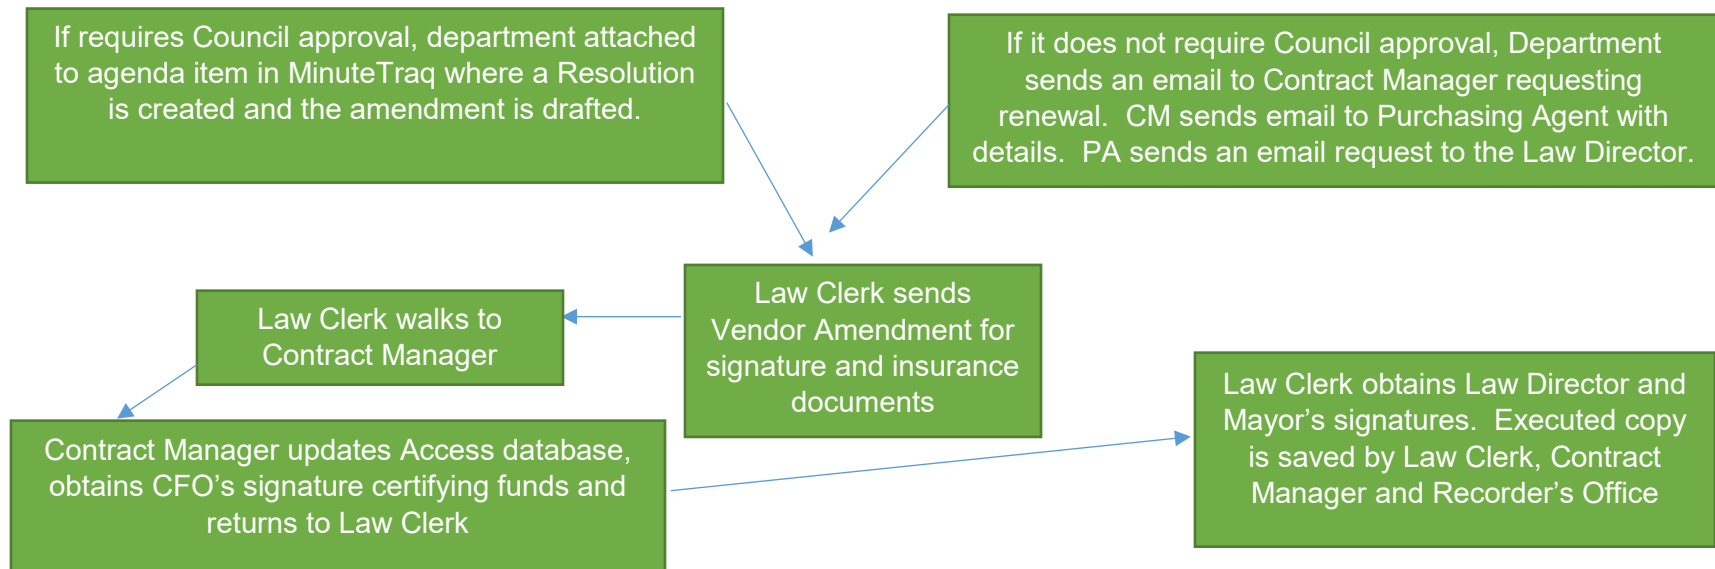 If requires Council approval, department attached
to agenda item in MinuteTraq where a Resolution
is created and the amendment is drafted.
If it does not require Council approval, Department
sends an email to Contract Manager requesting
renewal.  CM sends email to Purchasing Agent with
details.  PA sends an email request to the Law Director.
Law Clerk sends
Vendor Amendment for
signature and insurance
documents
Law Clerk walks to
Contract Manager
Contract Manager updates Access database,
obtains CFO's signature certifying funds and
returns to Law Clerk
Law Clerk obtains Law Director and
Mayor's signatures.  Executed copy
is saved by Law Clerk, Contract
Manager and Recorder's Office